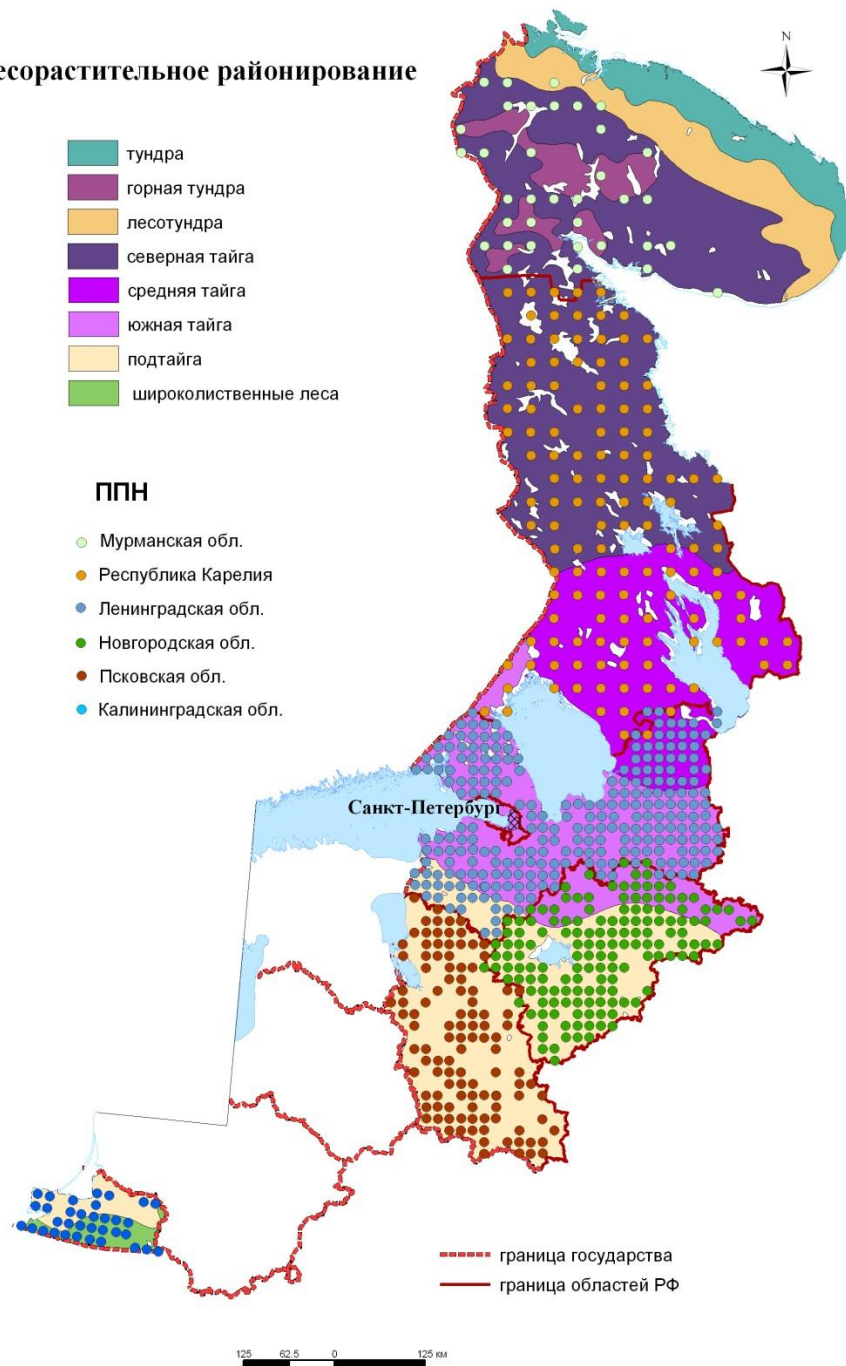 есорастительное районирование
N
тундра
горная тундра
лесотундра
северная тайга
средняя тайга
южная тайга
подтайга
широколиственные леса
ППН
Мурманская обл.
Республика Карелия
Ленинградская обл.
Новгородская обл.
Псковская обл.
Калининградская обл.
Санкт-Петербург
граница государства
граница областей РФ
125 62.5 0 125 км